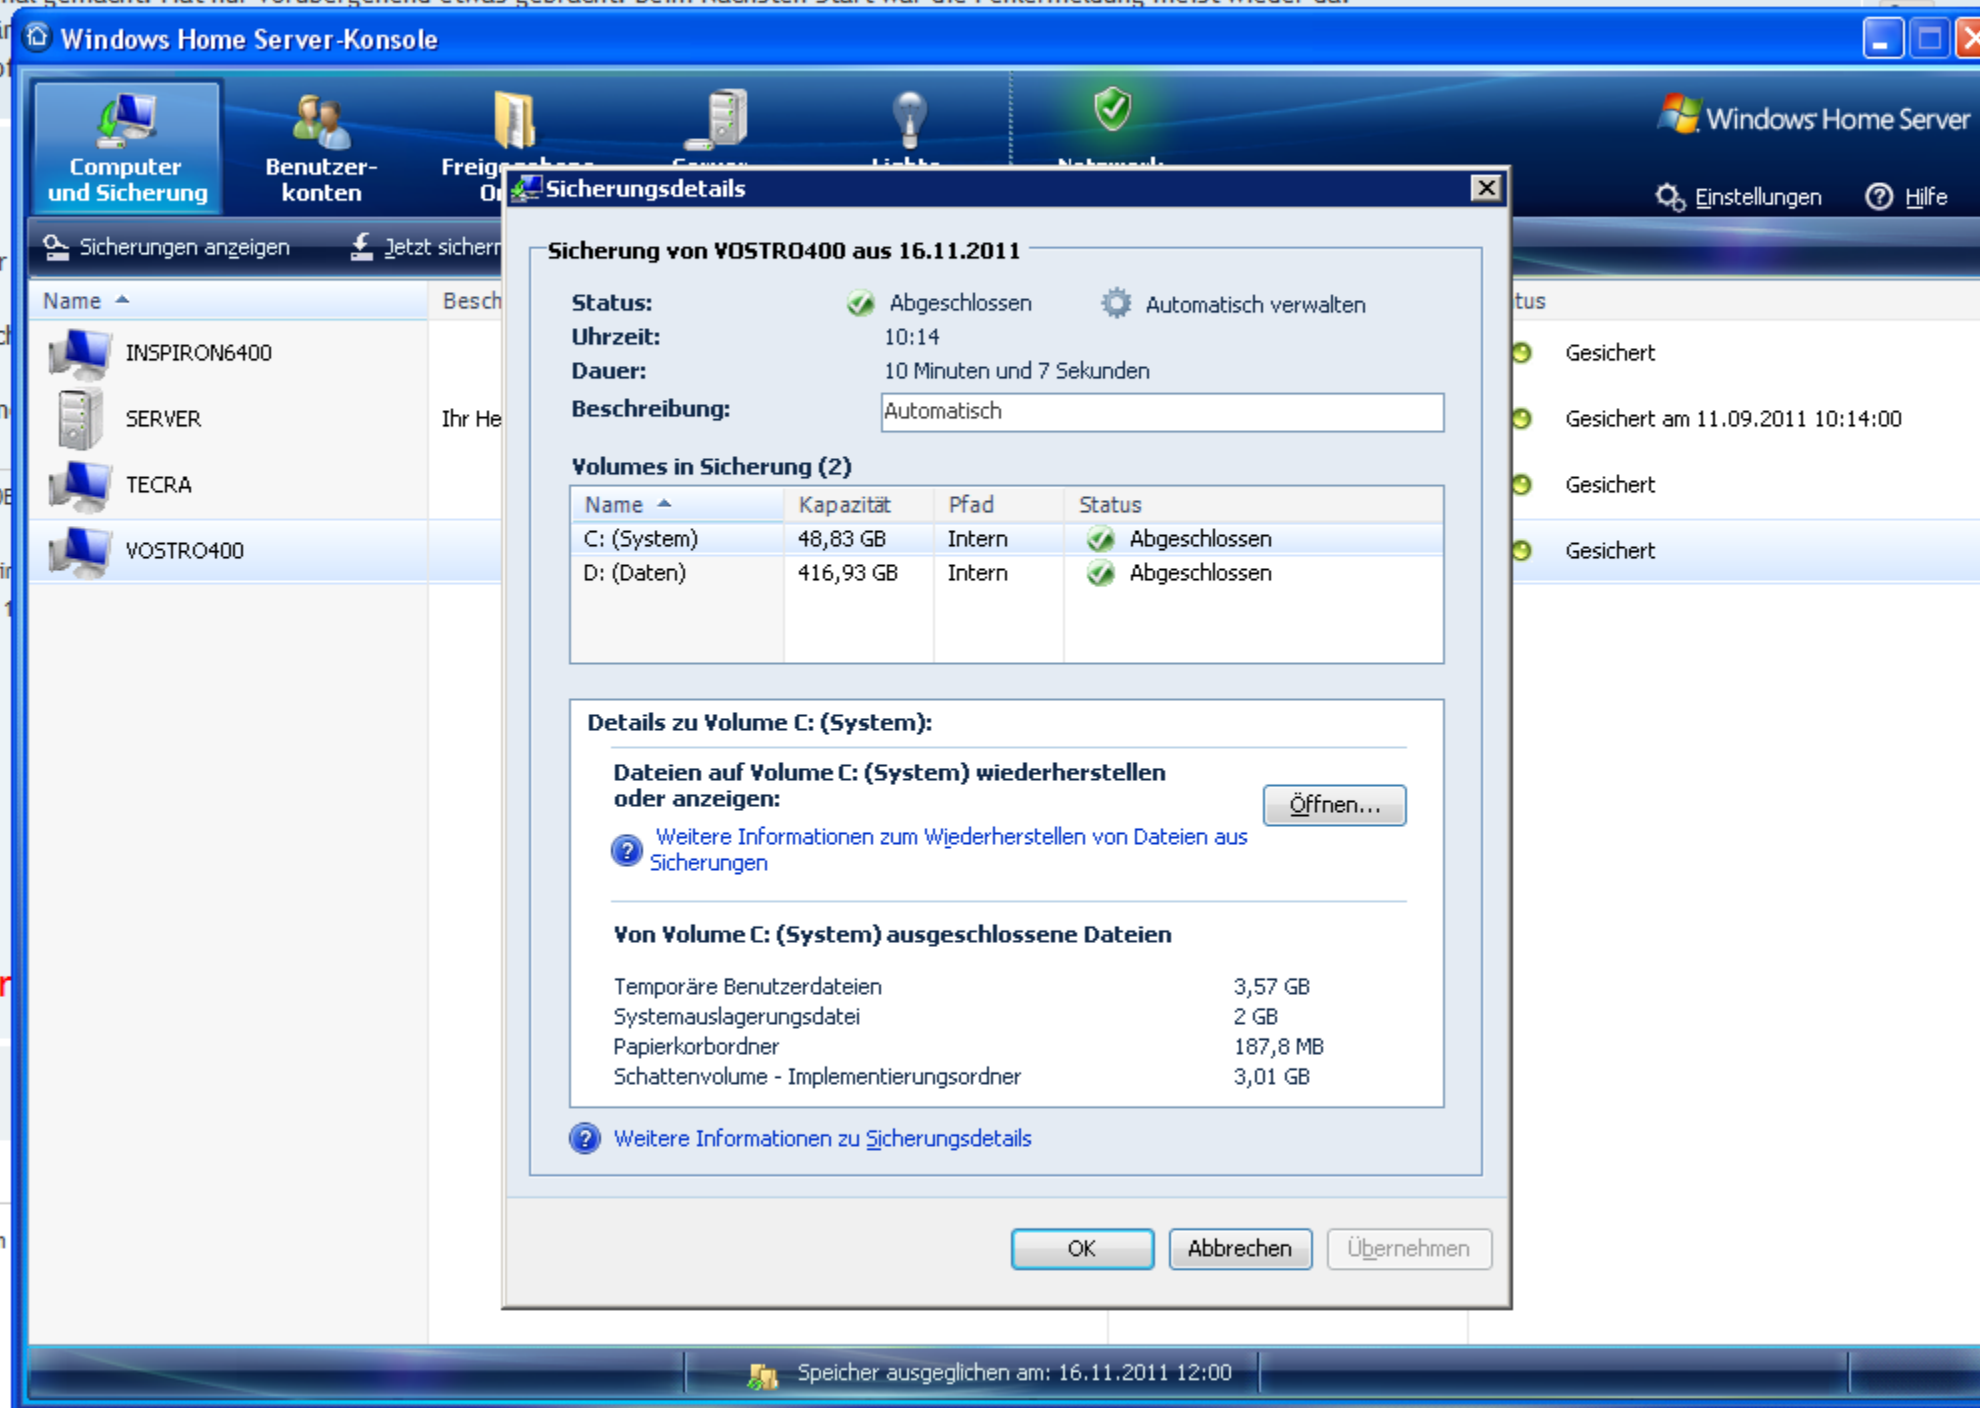 Windows Home Server-Konsole
Computer und Sicherung
Benutzer-konten
Windows Home Server
Einstellungen
Hilfe
Sicherungen anzeigen
Jetzt sichern
Name
Status
INSPIRON6400
Gesichert
SERVER
Ihr He
Gesichert am 11.09.2011 10:14:00
TECRA
Gesichert
VOSTRO400
Gesichert
Sicherungsdetails
Sicherung von VOSTRO400 aus 16.11.2011
Status: Abgeschlossen Automatisch verwalten
Uhrzeit: 10:14
Dauer: 10 Minuten und 7 Sekunden
Beschreibung: Automatisch
Volumes in Sicherung (2)
Name Kapazität Pfad Status
C: (System) 48,83 GB Intern Abgeschlossen
D: (Daten) 416,93 GB Intern Abgeschlossen
Details zu Volume C: (System):
Dateien auf Volume C: (System) wiederherstellen
oder anzeigen:
Öffnen...
Weitere Informationen zum Wiederherstellen von Dateien aus
Sicherungen
Von Volume C: (System) ausgeschlossene Dateien
Temporäre Benutzerdateien 3,57 GB
Systemauslagerungsdatei 2 GB
Papierkorbordner 187,8 MB
Schattenvolume - Implementierungsordner 3,01 GB
Weitere Informationen zu Sicherungsdetails
OK Abbrechen Übernehmen
Speicher ausgeglichen am: 16.11.2011 12:00